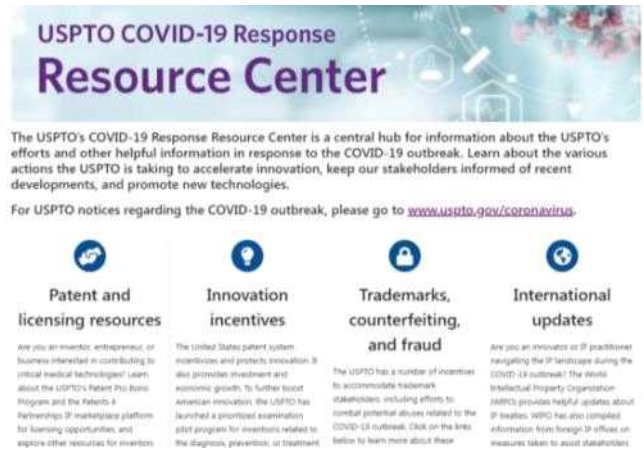 USPTO COVID-19 Response
Resource Center
The USPTO's COVID-19 Response Resource Center is a central hub for information about the USPTO's
efforts and other helpful information in response to the COVID-19 outbreak. Learn about the various
actions the USPTO is taking to accelerate innovation, keep our stakeholders informed of recent
developments, and promote new technologies.
For USPTO notices regarding the COVID-19 outbreak, please go to www.uspto.gov/coronavirus.
Patent and
licensing resources
Are you an inventor, entrepreneur, or
business interested in contributing to
critical medical technologies? Learn
about the USPTO's Patent Pro Bono
Program and the Patents 4
Partnerships IP marketplace platform
for licensing opportunities, and
explore other resources for inventors
Innovation
incentives
The United States patent system
incentivizes and protects innovation. It
also promotes investment and
economic growth. To further boost
American innovation, the USPTO has
launched a prioritized examination
pilot program for inventions related to
the diagnosis, prevention, or treatment
Trademarks,
counterfeiting,
and fraud
The USPTO has a number of incentives
to accommodate trademark
stakeholders, including efforts to
combat potential abuses related to the
COVID-19 outbreak. Click on the links
below to learn more about these
International
updates
Are you an innovator or IP practitioner
navigating the IP landscape during the
COVID-19 outbreak? The World
Intellectual Property Organization
(WIPO) provides helpful updates about
IP treaties. WIPO has also compiled
information from foreign IP offices on
measures taken to assist stakeholders